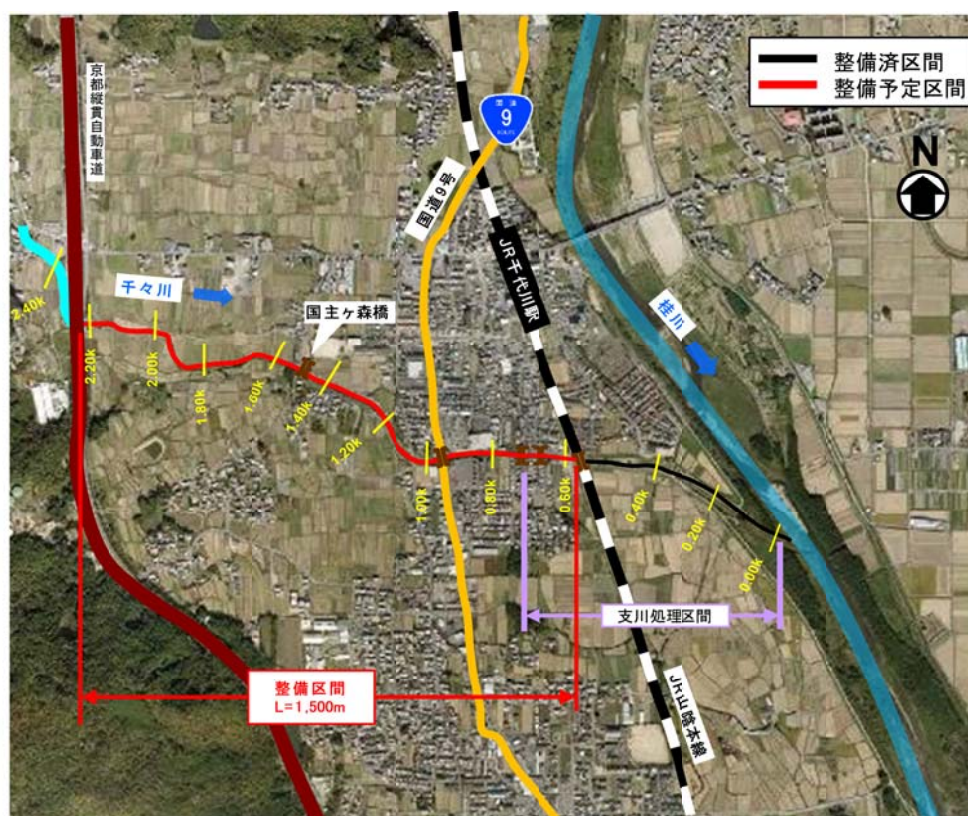 整備済区間
整備予定区間
京都縦貫自動車道
国道
9
ROUTE
N
国道9号
JR千代川駅
千々川
国主ヶ森橋
桂川
2.40k
2.20k
2.00k
1.80k
1.60k
1.40k
1.20k
1.00k
0.80k
0.60k
0.40k
0.20k
0.00k
支川処理区間
整備区間
L=1,500m
JR山陰本線